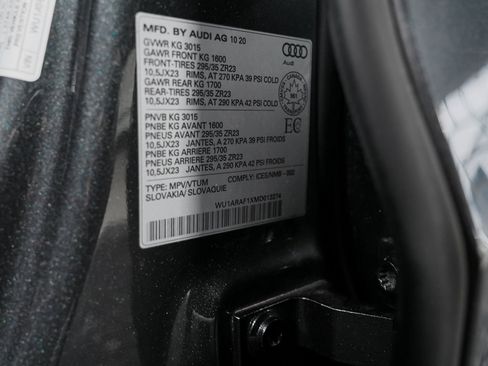 MFD. BY AUDI AG 10 20
GVWR KG 3015
GAWR FRONT KG 1600
FRONT-TIRES 295/35 ZR23
10,5JX23 RIMS, AT 270 KPA 39 PSI COLD
GAWR REAR KG 1700
REAR-TIRES 295/35 ZR23
10,5JX23 RIMS, AT 290 KPA 42 PSI COLD
Audi
CANADA
PNVB KG 3015
PNBE KG AVANT 1600
PNEUS AVANT 295/35 ZR23
10,5JX23 JANTES, A 270 KPA 39 PSI FROIDS
PNBE KG ARRIERE 1700
PNEUS ARRIERE 295/35 ZR23
10,5JX23 JANTES, A 290 KPA 42 PSI FROIDS
EC
TYPE: MPV/VTUM COMPLY: ICES/NMB-002
SLOVAKIA/ SLOVAQUIE